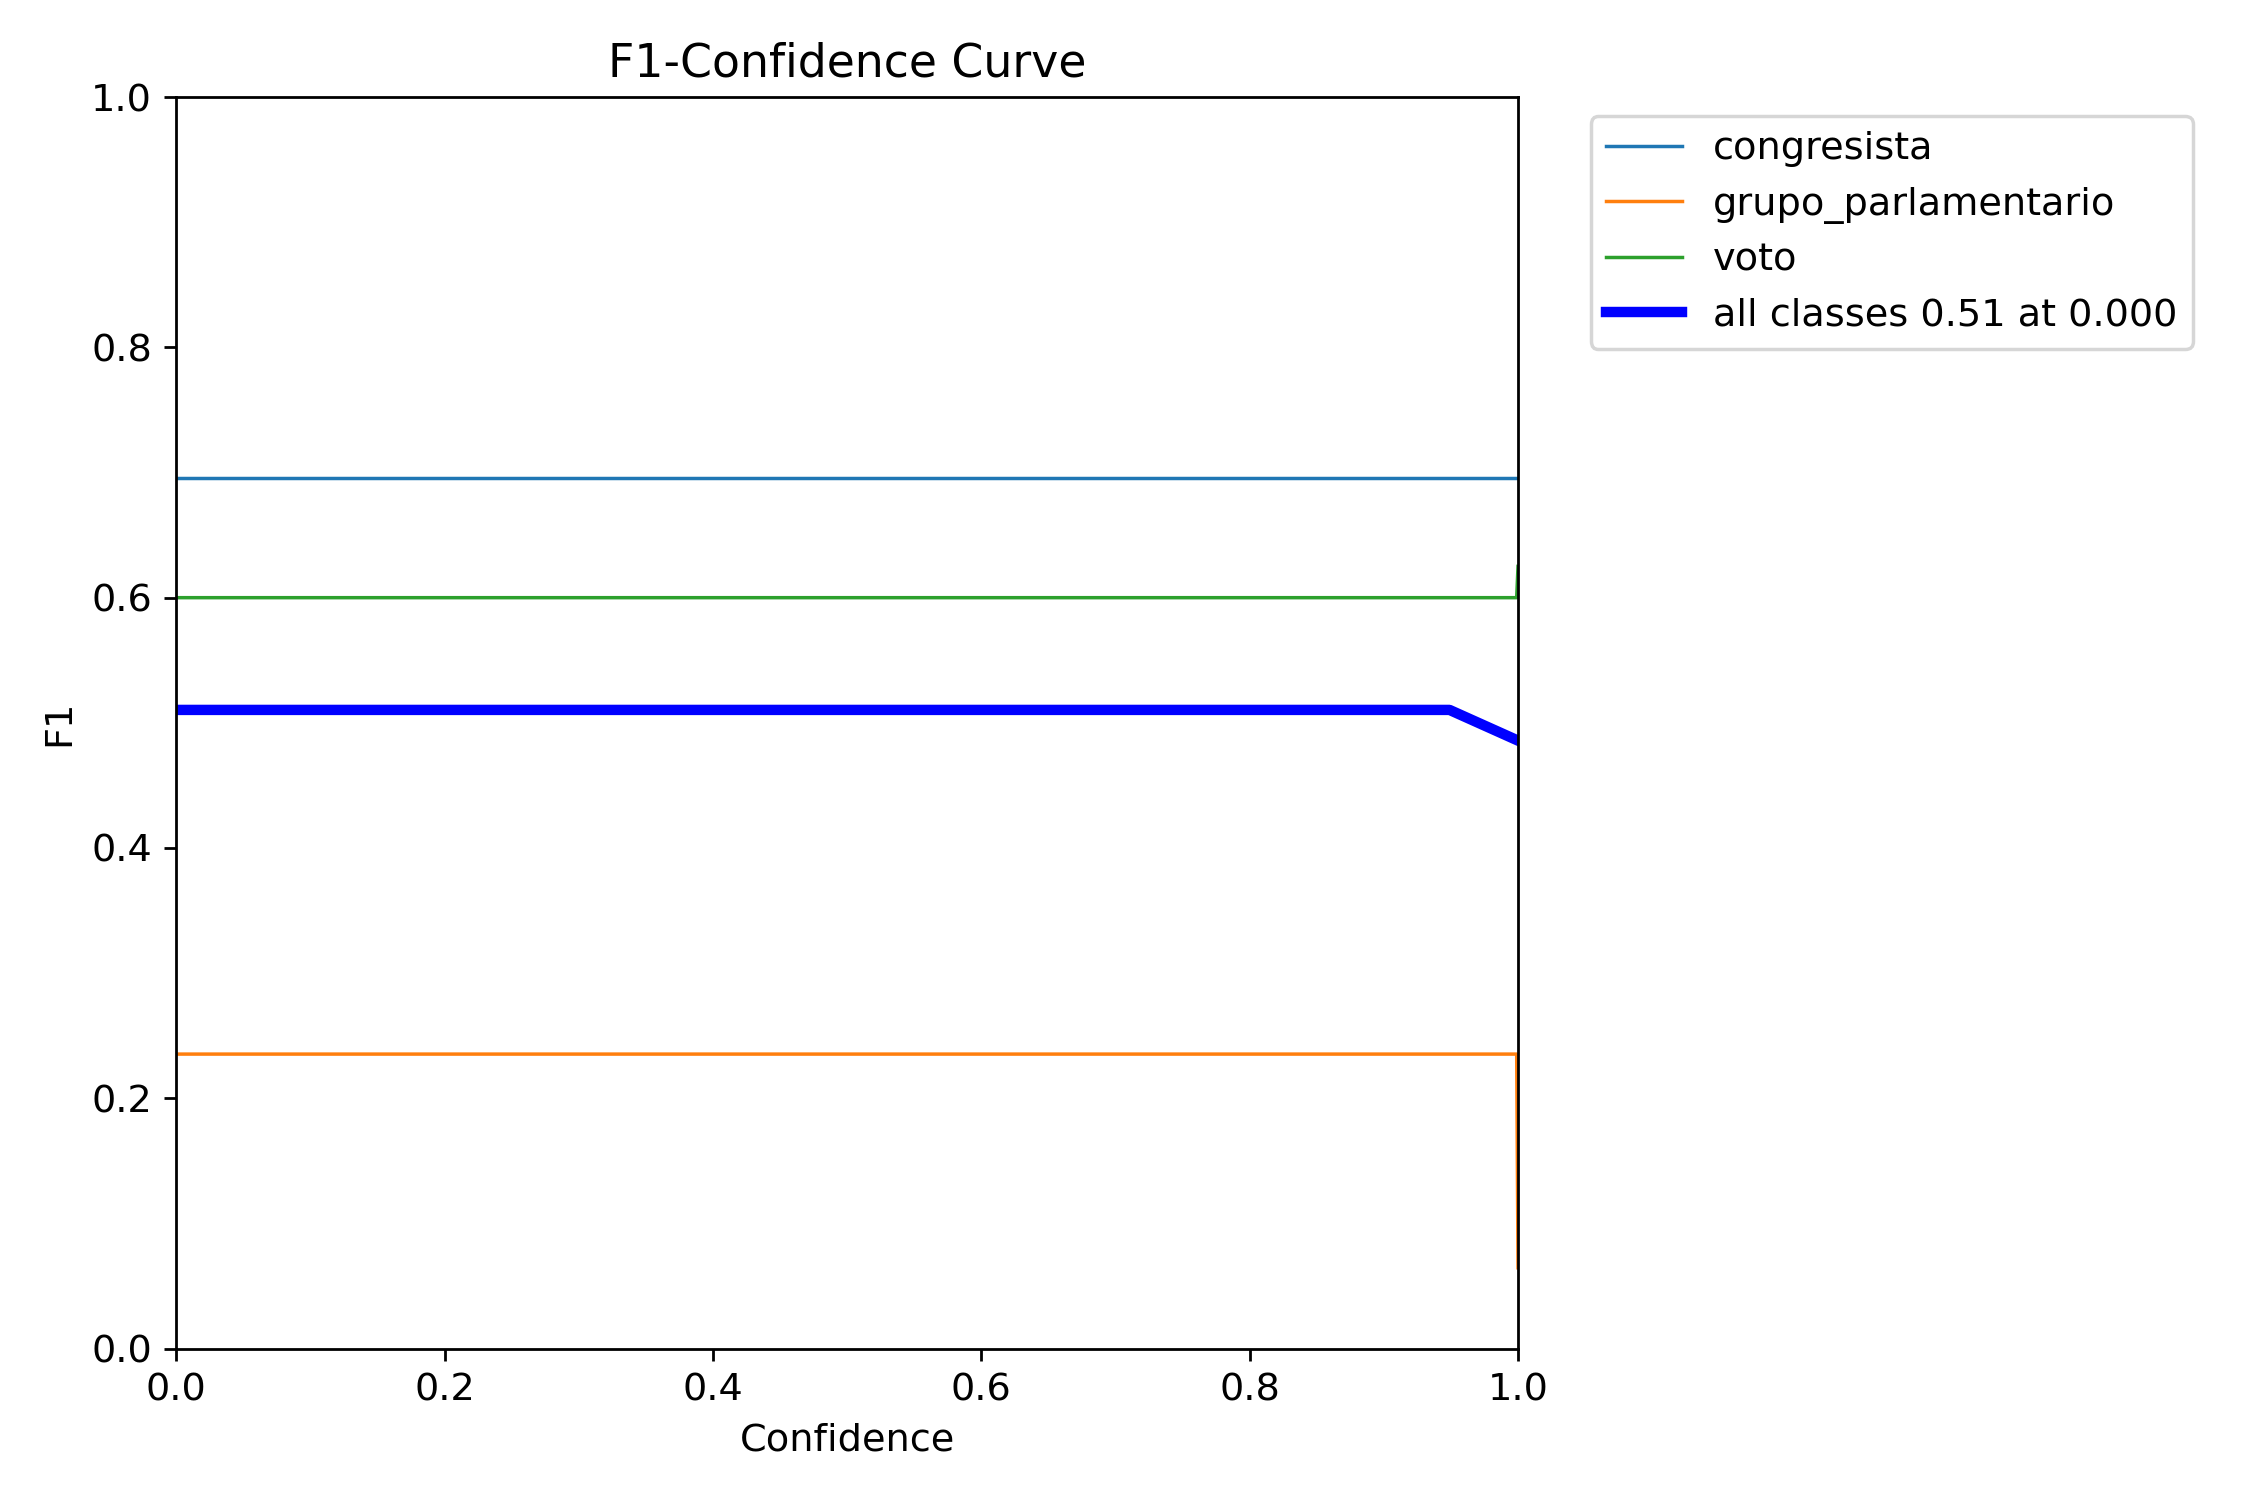 F1-Confidence Curve
1.0
0.8
0.6
0.4
0.2
0.0
F1
0.0 0.2 0.4 0.6 0.8 1.0
Confidence
congresista
grupo_parlamentario
voto
all classes 0.51 at 0.000